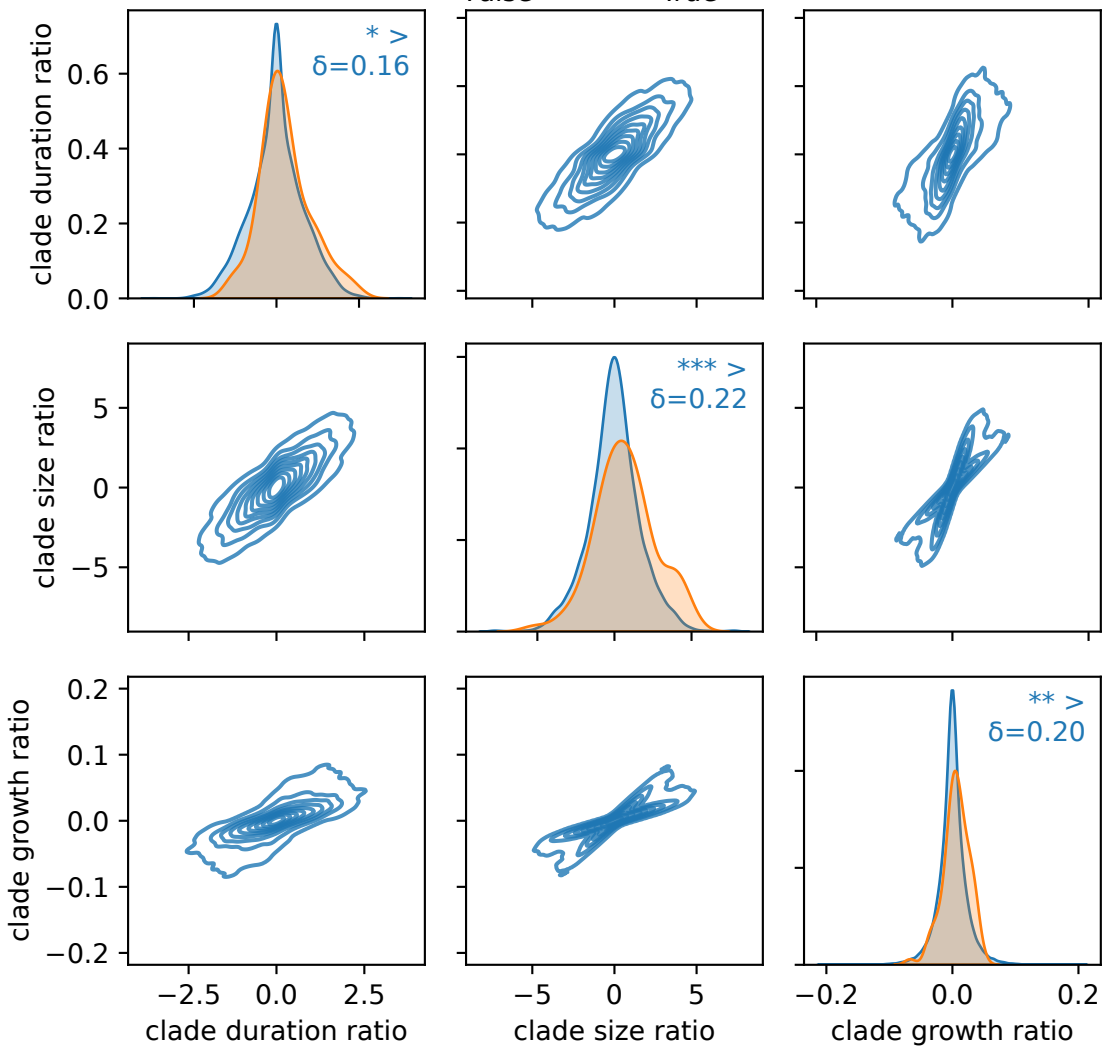 False True
* >
δ=0.16
clade duration ratio
0.6
0.4
0.2
0.0
*** >
δ=0.22
clade size ratio
5
0
−5
** >
δ=0.20
clade growth ratio
0.2
0.1
0.0
−0.1
−0.2
−2.5 0.0 2.5 −5 0 5 −0.2 0.0 0.2
clade duration ratio clade size ratio clade growth ratio